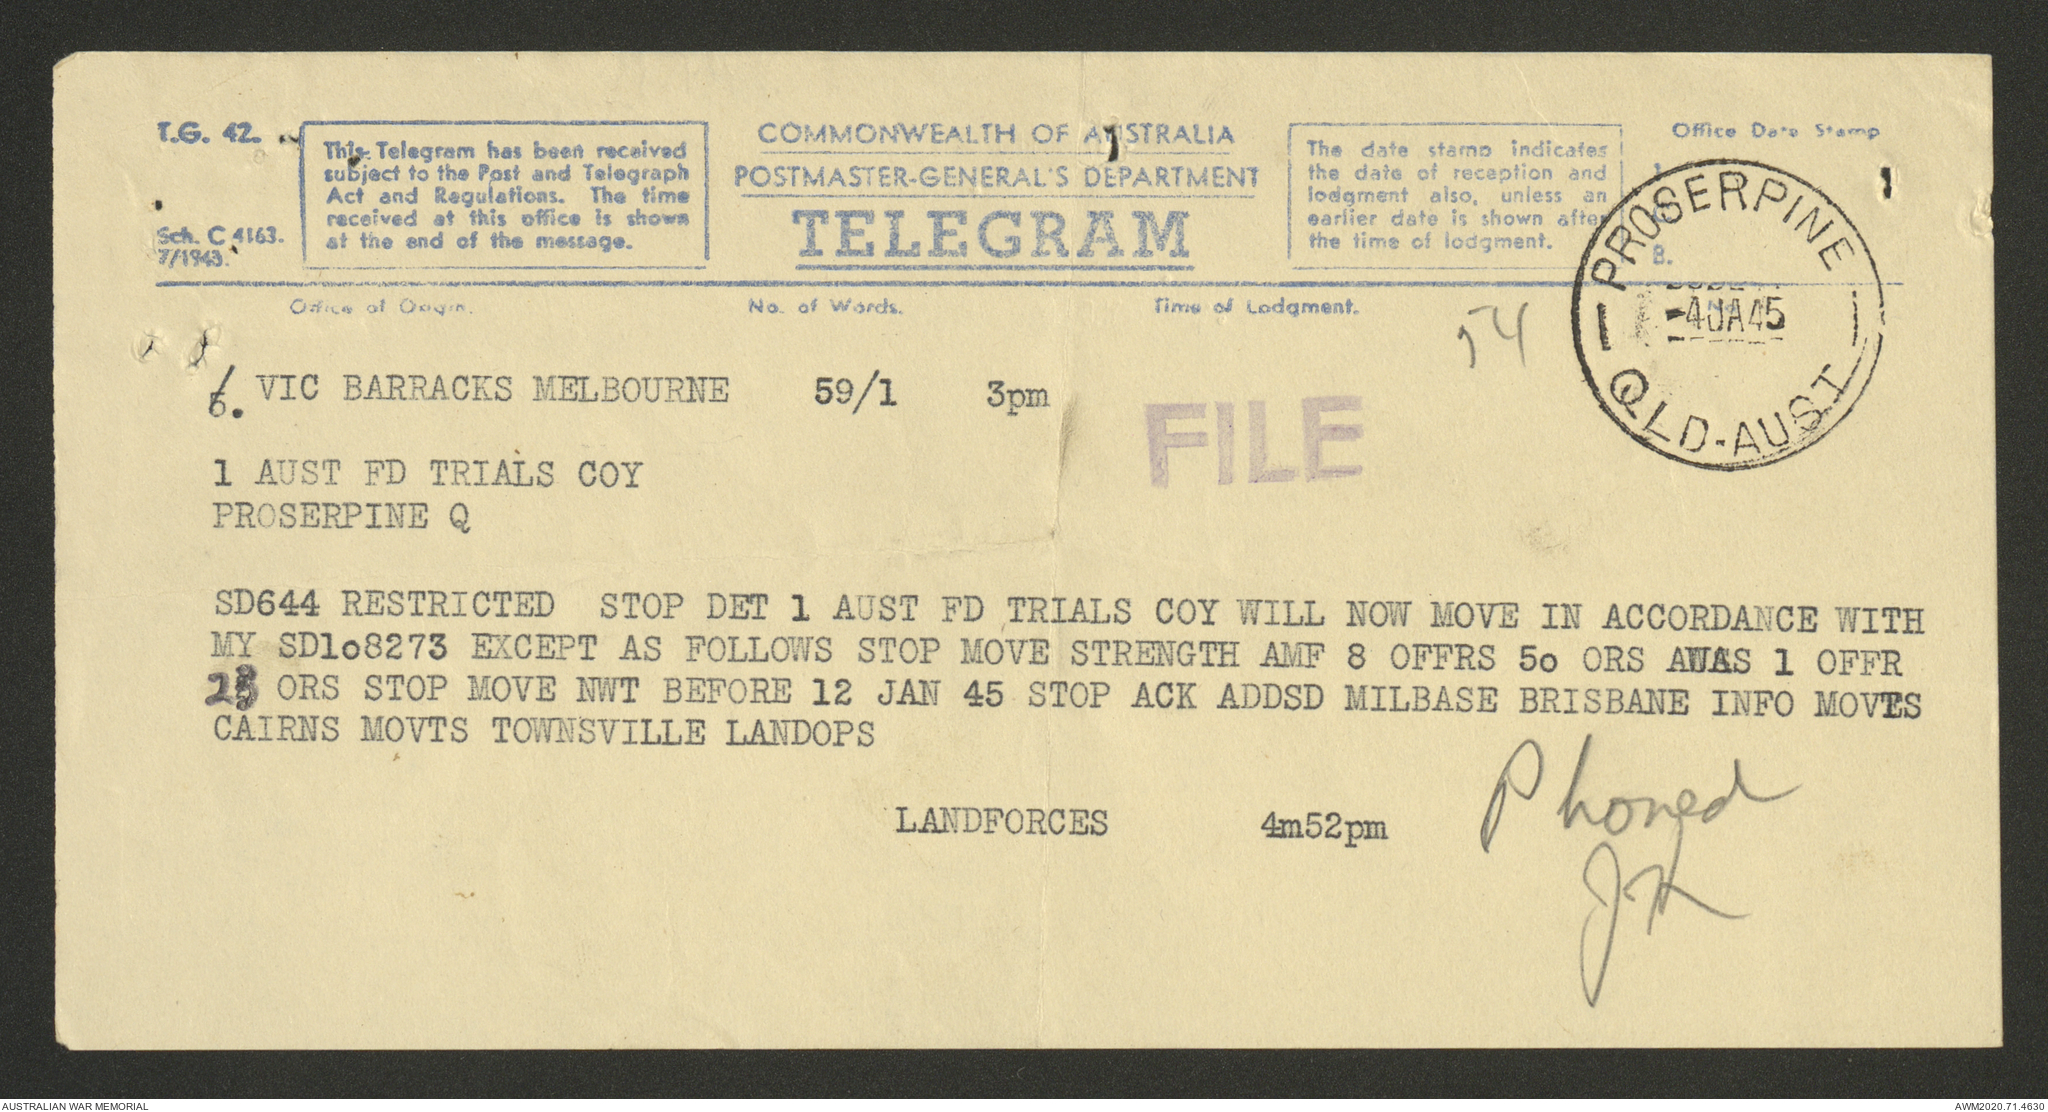 T.G. 42.
Sch. C.4163.
7/1943.
This Telegram has been received
subject to the Post and Telegraph
Act and Regulations. The time
received at this office is shown
at the end of the message.
COMMONWEALTH OF AUSTRALIA
POSTMASTER-GENERAL'S DEPARTMENT
TELEGRAM
The date stamp indicates
the date of reception and
lodgment also, unless an
earlier date is shown after
the time of lodgment.
Office Date Stamp
B.
PROSERPINE
-4JA45
QLD-AUST
Office of Origin.
No. of Words.
Time of Lodgment.
54
6. VIC BARRACKS MELBOURNE 59/1 3pm
FILE
1 AUST FD TRIALS COY
PROSERPINE Q
SD644 RESTRICTED STOP DET 1 AUST FD TRIALS COY WILL NOW MOVE IN ACCORDANCE WITH
MY SD1o8273 EXCEPT AS FOLLOWS STOP MOVE STRENGTH AMF 8 OFFRS 5o ORS AWAS 1 OFFR
ORS STOP MOVE NWT BEFORE 12 JAN 45 STOP ACK ADDSD MILBASE BRISBANE INFO MOVTS
CAIRNS MOVTS TOWNSVILLE LANDOPS
LANDFORCES 4m52pm
Phoned
JK
AUSTRALIAN WAR MEMORIAL
AWM2020.71.4630